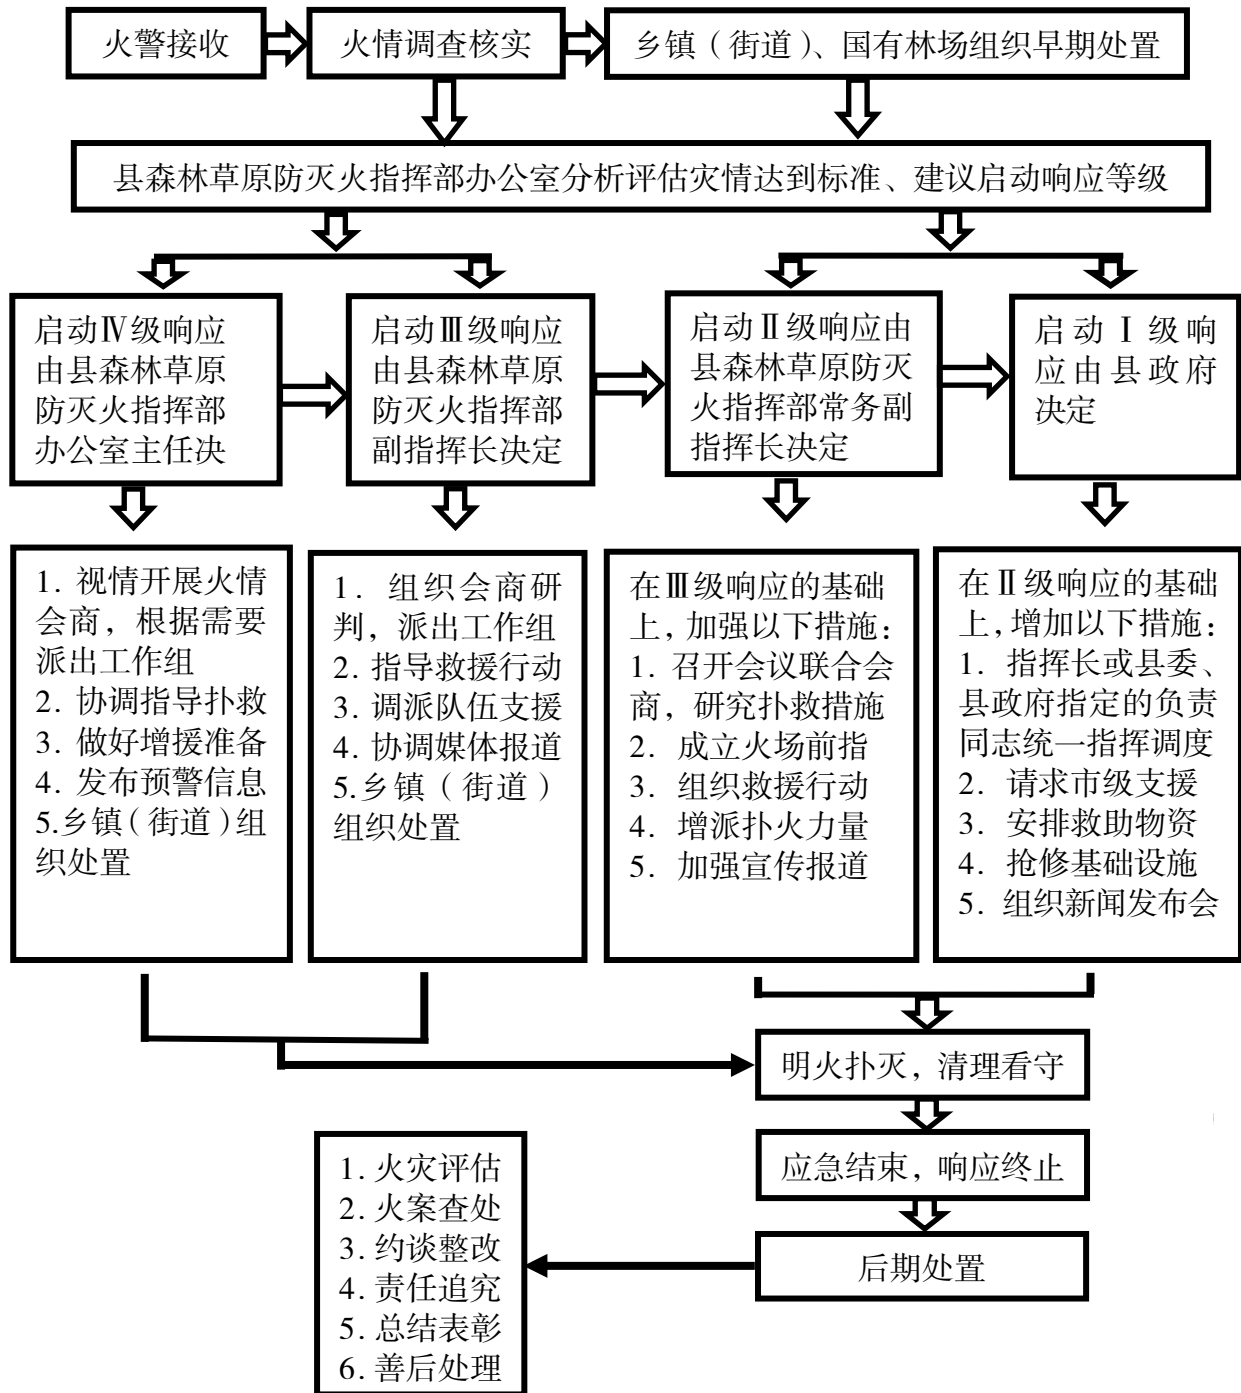 火警接收
火情调查核实
乡镇（街道）、国有林场组织早期处置
县森林草原防灭火指挥部办公室分析评估灾情达到标准、建议启动响应等级
启动Ⅳ级响应
由县森林草原
防灭火指挥部
办公室主任决
启动Ⅲ级响应
由县森林草原
防灭火指挥部
副指挥长决定
启动Ⅱ级响应由
县森林草原防灭
火指挥部常务副
指挥长决定
启动Ⅰ级响
应由县政府
决定
1. 视情开展火情
会商，根据需要
派出工作组
2. 协调指导扑救
3. 做好增援准备
4. 发布预警信息
5.乡镇（街道）组
织处置
1. 组织会商研
判，派出工作组
2. 指导救援行动
3. 调派队伍支援
4. 协调媒体报道
5.乡镇（街道）
组织处置
在Ⅲ级响应的基础
上，加强以下措施：
1. 召开会议联合会
商，研究扑救措施
2. 成立火场前指
3. 组织救援行动
4. 增派扑火力量
5. 加强宣传报道
在Ⅱ级响应的基础
上，增加以下措施：
1. 指挥长或县委、
县政府指定的负责
同志统一指挥调度
2. 请求市级支援
3. 安排救助物资
4. 抢修基础设施
5. 组织新闻发布会
明火扑灭，清理看守
应急结束，响应终止
后期处置
1. 火灾评估
2. 火案查处
3. 约谈整改
4. 责任追究
5. 总结表彰
6. 善后处理